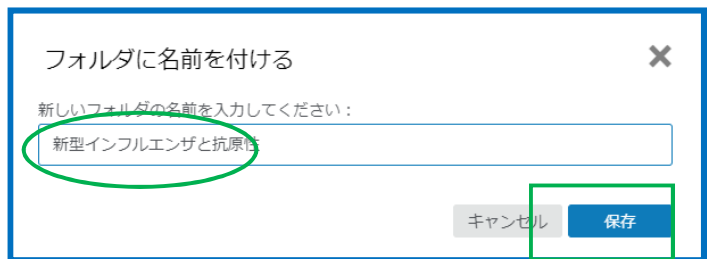 フォルダに名前を付ける
新しいフォルダの名前を入力してください：
新型インフルエンザと抗原性
キャンセル 保存